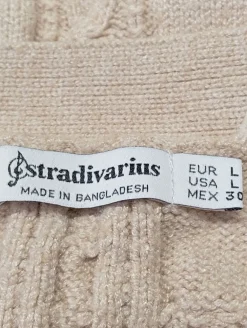 stradivarius
MADE IN BANGLADESH
EUR L
USA L
MEX 30